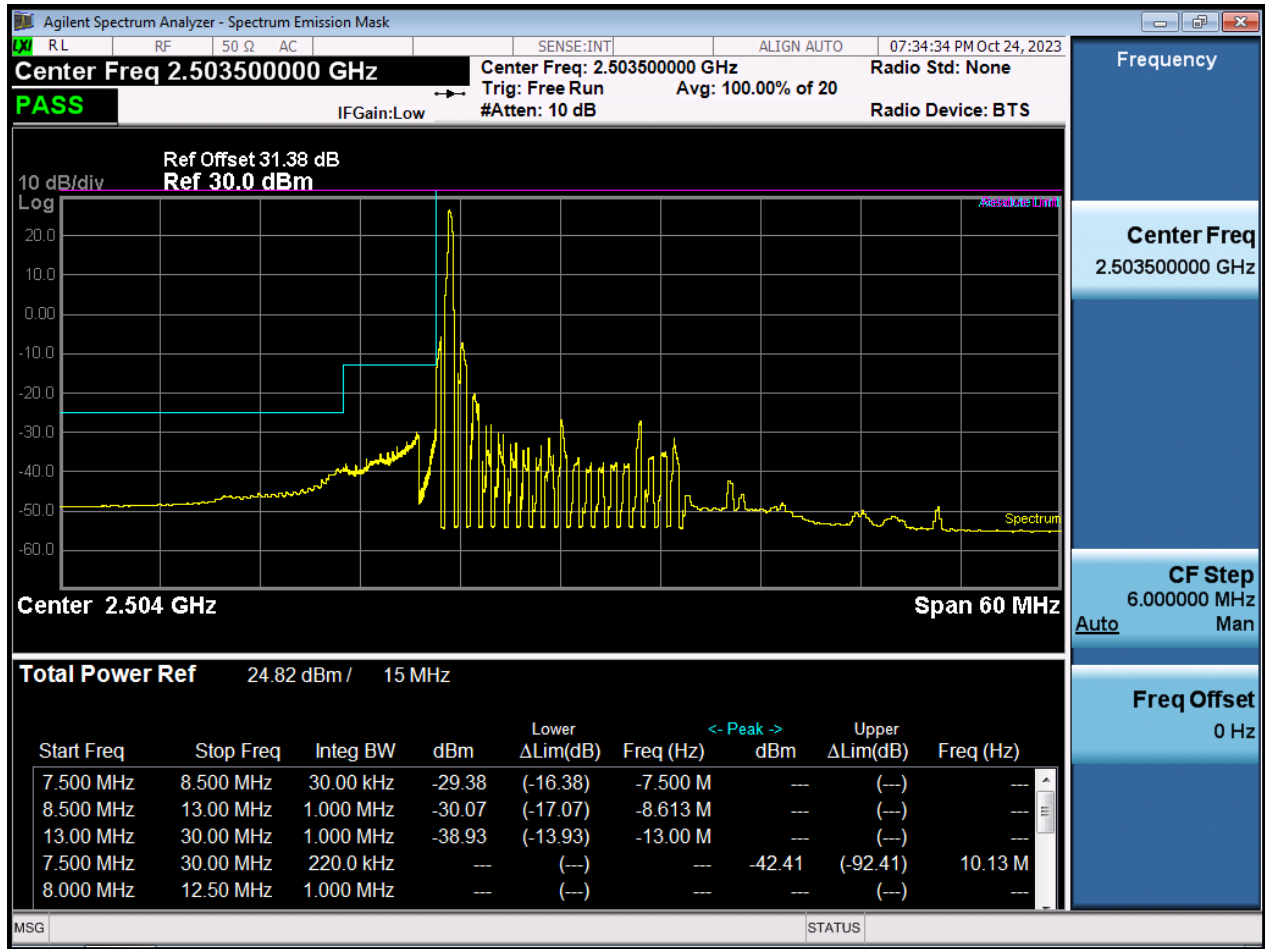 Agilent Spectrum Analyzer - Spectrum Emission Mask
LXI RL RF 50 Ω AC SENSE:INT ALIGN AUTO 07:34:34 PM Oct 24, 2023
Center Freq 2.503500000 GHz Center Freq: 2.503500000 GHz Radio Std: None
Trig: Free Run Avg: 100.00% of 20
PASS IFGain:Low #Atten: 10 dB Radio Device: BTS
Ref Offset 31.38 dB
10 dB/div Ref 30.0 dBm
Log
20.0
10.0
0.00
-10.0
-20.0
-30.0
-40.0
-50.0
-60.0
Spectrum
Center 2.504 GHz Span 60 MHz
Total Power Ref 24.82 dBm / 15 MHz
Lower <- Peak -> Upper
Start Freq Stop Freq Integ BW dBm ΔLim(dB) Freq (Hz) dBm ΔLim(dB) Freq (Hz)
7.500 MHz 8.500 MHz 30.00 kHz -29.38 (-16.38) -7.500 M --- (---) ---
8.500 MHz 13.00 MHz 1.000 MHz -30.07 (-17.07) -8.613 M --- (---) ---
13.00 MHz 30.00 MHz 1.000 MHz -38.93 (-13.93) -13.00 M --- (---) ---
7.500 MHz 30.00 MHz 220.0 kHz --- (---) --- -42.41 (-92.41) 10.13 M
8.000 MHz 12.50 MHz 1.000 MHz --- (---) --- --- (---) ---
MSG STATUS
Frequency
Center Freq
2.503500000 GHz
CF Step
6.000000 MHz
Auto Man
Freq Offset
0 Hz